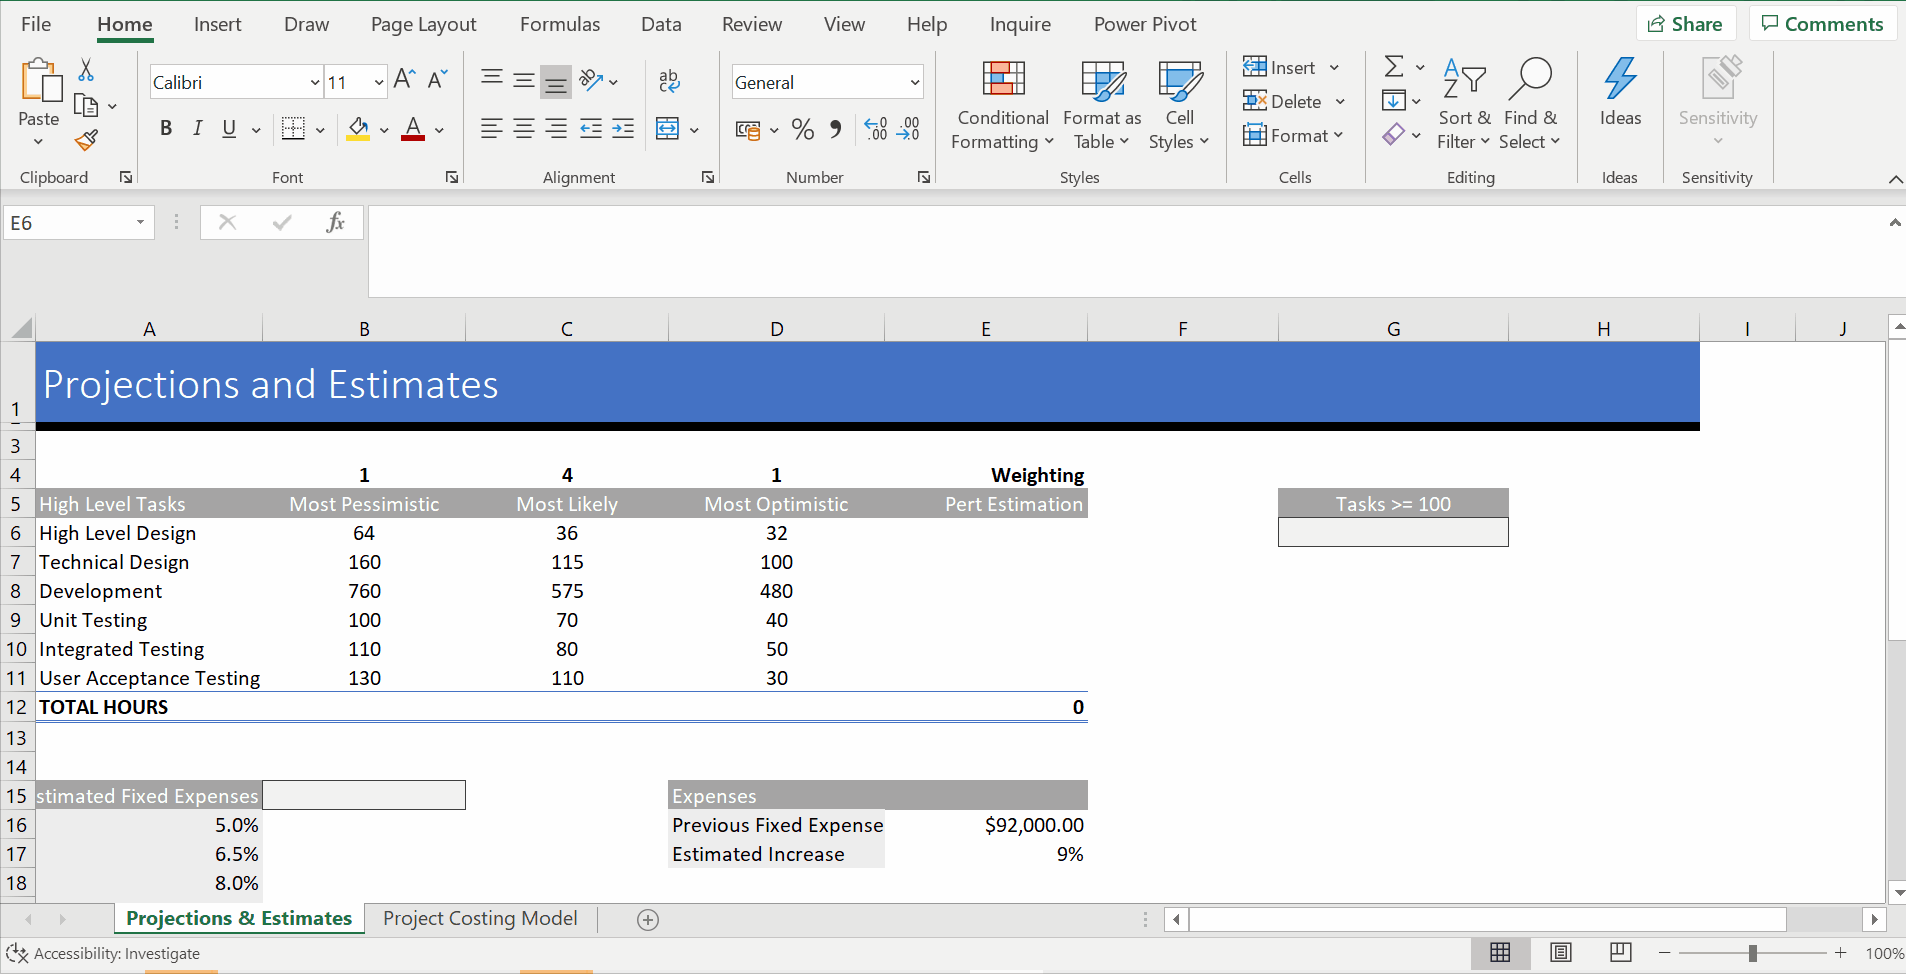 File Home Insert Draw Page Layout Formulas Data Review View Help Inquire Power Pivot Share Comments
Paste Calibri 11 B I U A ab General % Conditional Formatting Format as Table Cell Styles Insert Delete Format Sort & Filter Find & Select Ideas Sensitivity
Clipboard Font Alignment Number Styles Cells Editing Ideas Sensitivity
E6 fx
A B C D E F G H I J
1 Projections and Estimates
3
4 1 4 1 Weighting
5 High Level Tasks Most Pessimistic Most Likely Most Optimistic Pert Estimation Tasks >= 100
6 High Level Design 64 36 32
7 Technical Design 160 115 100
8 Development 760 575 480
9 Unit Testing 100 70 40
10 Integrated Testing 110 80 50
11 User Acceptance Testing 130 110 30
12 TOTAL HOURS 0
13
14
15 stimated Fixed Expenses Expenses
16 5.0% Previous Fixed Expense $92,000.00
17 6.5% Estimated Increase 9%
18 8.0%
Projections & Estimates Project Costing Model
Accessibility: Investigate 100%